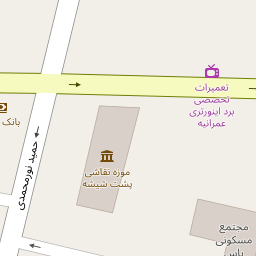 تعمیرات
تخصصی
برد اینورتری
عمرانیه
بانک
حمید نورمحمدی
موزه نقاشی
پشت شیشه
مجتمع
مسکونی
یاس